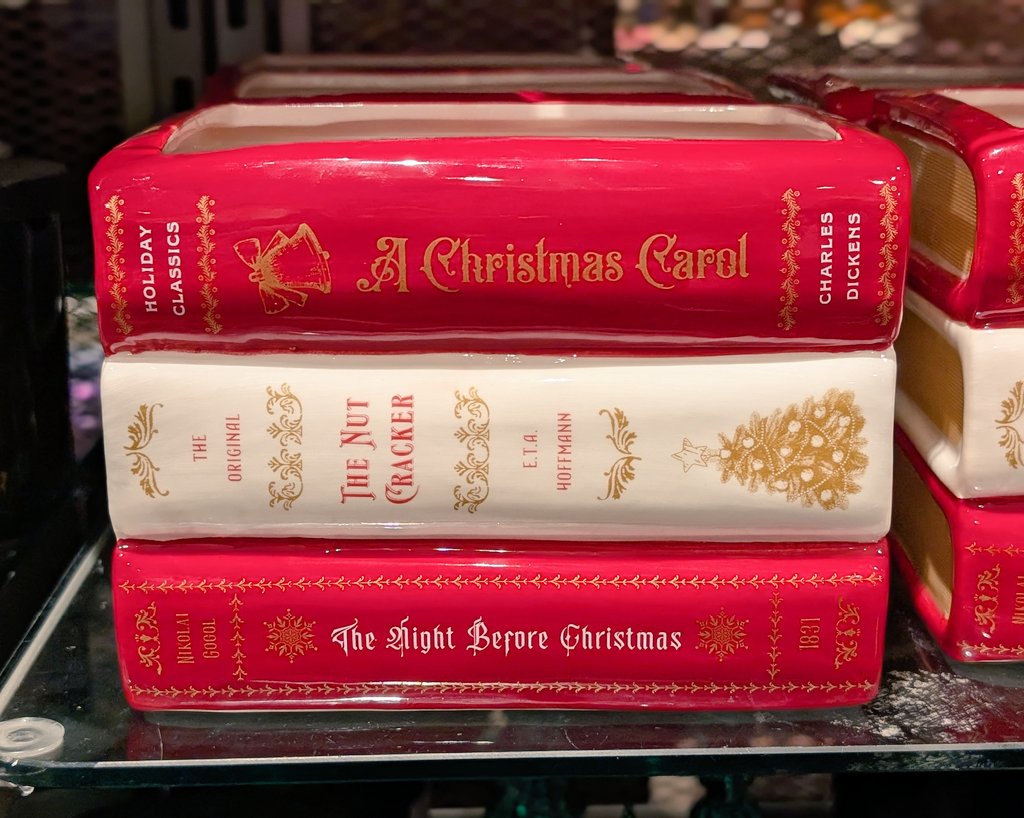 HOLIDAY
CLASSICS
A Christmas Carol
CHARLES
DICKENS
THE
ORIGINAL
THE NUT
CRACKER
E.T.A.
HOFFMANN
NIKOLAI
GOGOL
The Night Before Christmas
1831